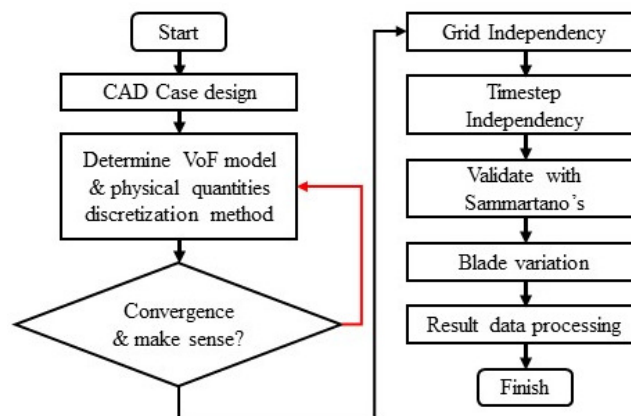 Start
CAD Case design
Determine VoF model
& physical quantities
discretization method
Convergence
& make sense?
Grid Independency
Timestep
Independency
Validate with
Sammartano’s
Blade variation
Result data processing
Finish